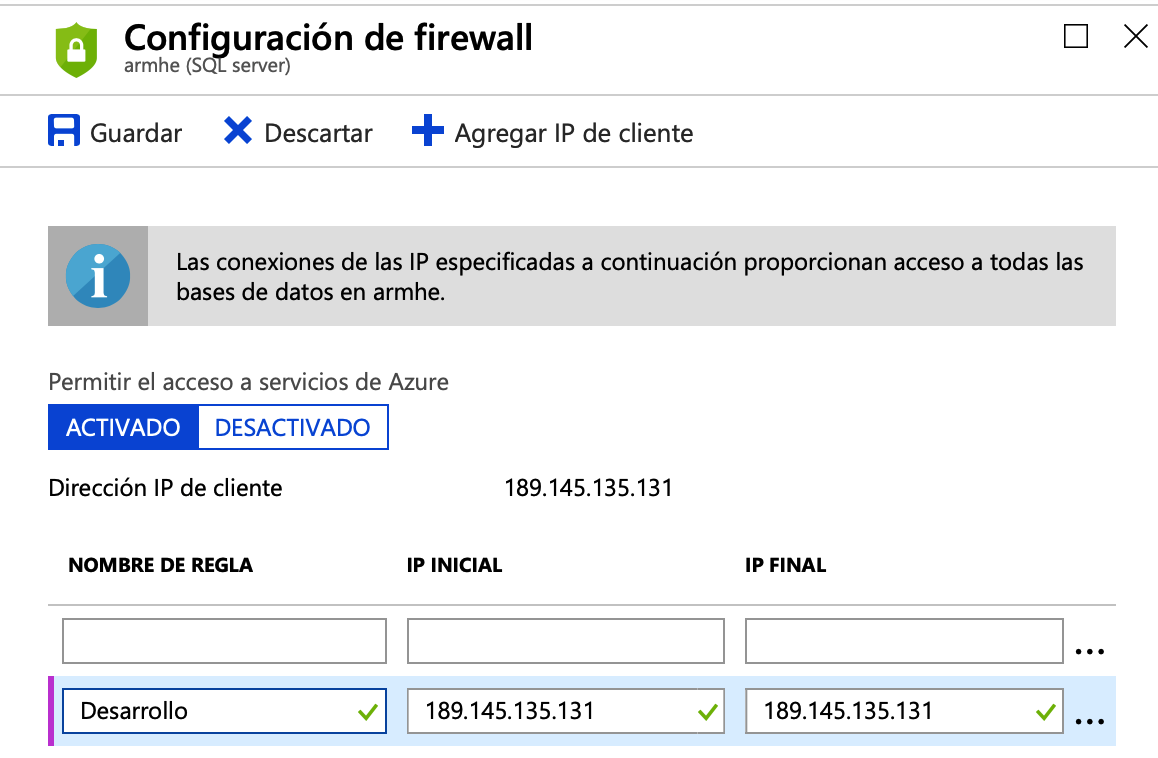 Configuración de firewall
armhe (SQL server)
Guardar Descartar Agregar IP de cliente
Las conexiones de las IP especificadas a continuación proporcionan acceso a todas las
bases de datos en armhe.
Permitir el acceso a servicios de Azure
ACTIVADO DESACTIVADO
Dirección IP de cliente 189.145.135.131
NOMBRE DE REGLA IP INICIAL IP FINAL
...
Desarrollo 189.145.135.131 189.145.135.131 ...